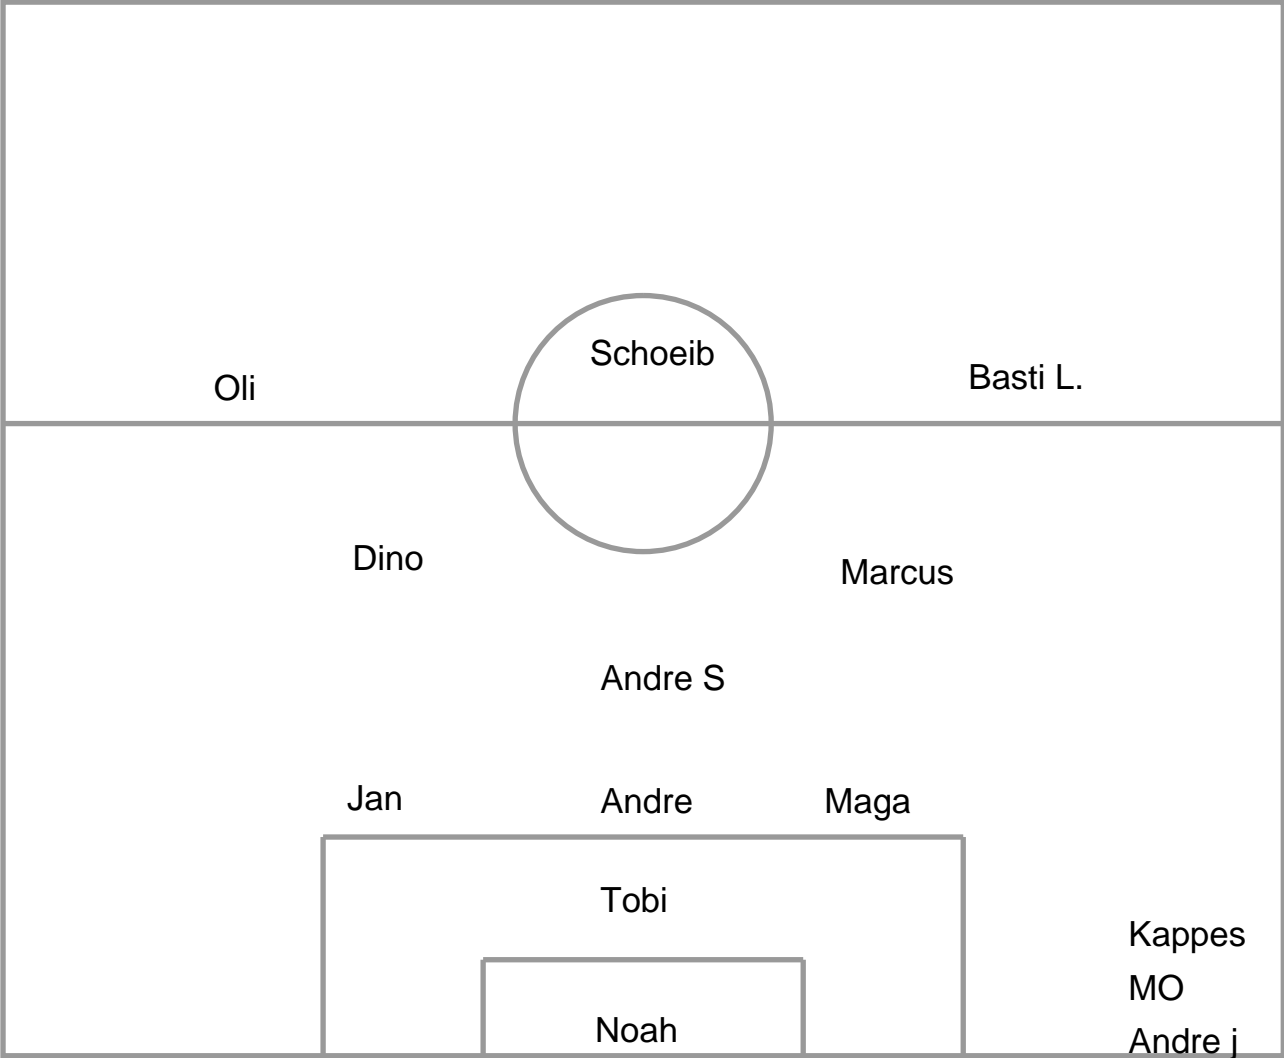 Schoeib
Oli
Basti L.
Dino
Marcus
Andre S
Jan
Andre
Maga
Tobi
Kappes
MO
Noah
Andre j